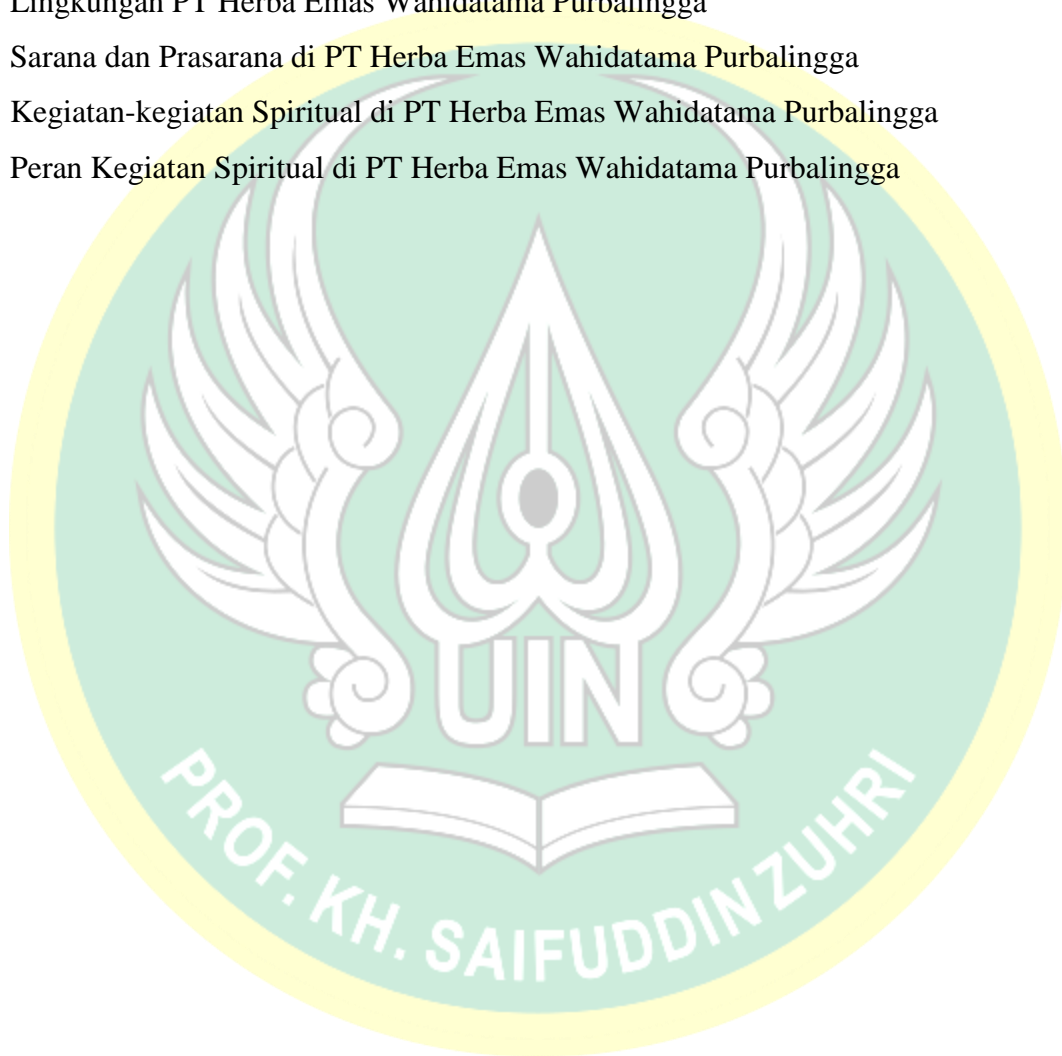 Lingkungan PT Herba Emas Wahidatama Purbalingga
Sarana dan Prasarana di PT Herba Emas Wahidatama Purbalingga
Kegiatan-kegiatan Spiritual di PT Herba Emas Wahidatama Purbalingga
Peran Kegiatan Spiritual di PT Herba Emas Wahidatama Purbalingga
UIN
PROF. KH. SAIFUDDIN ZUHRI